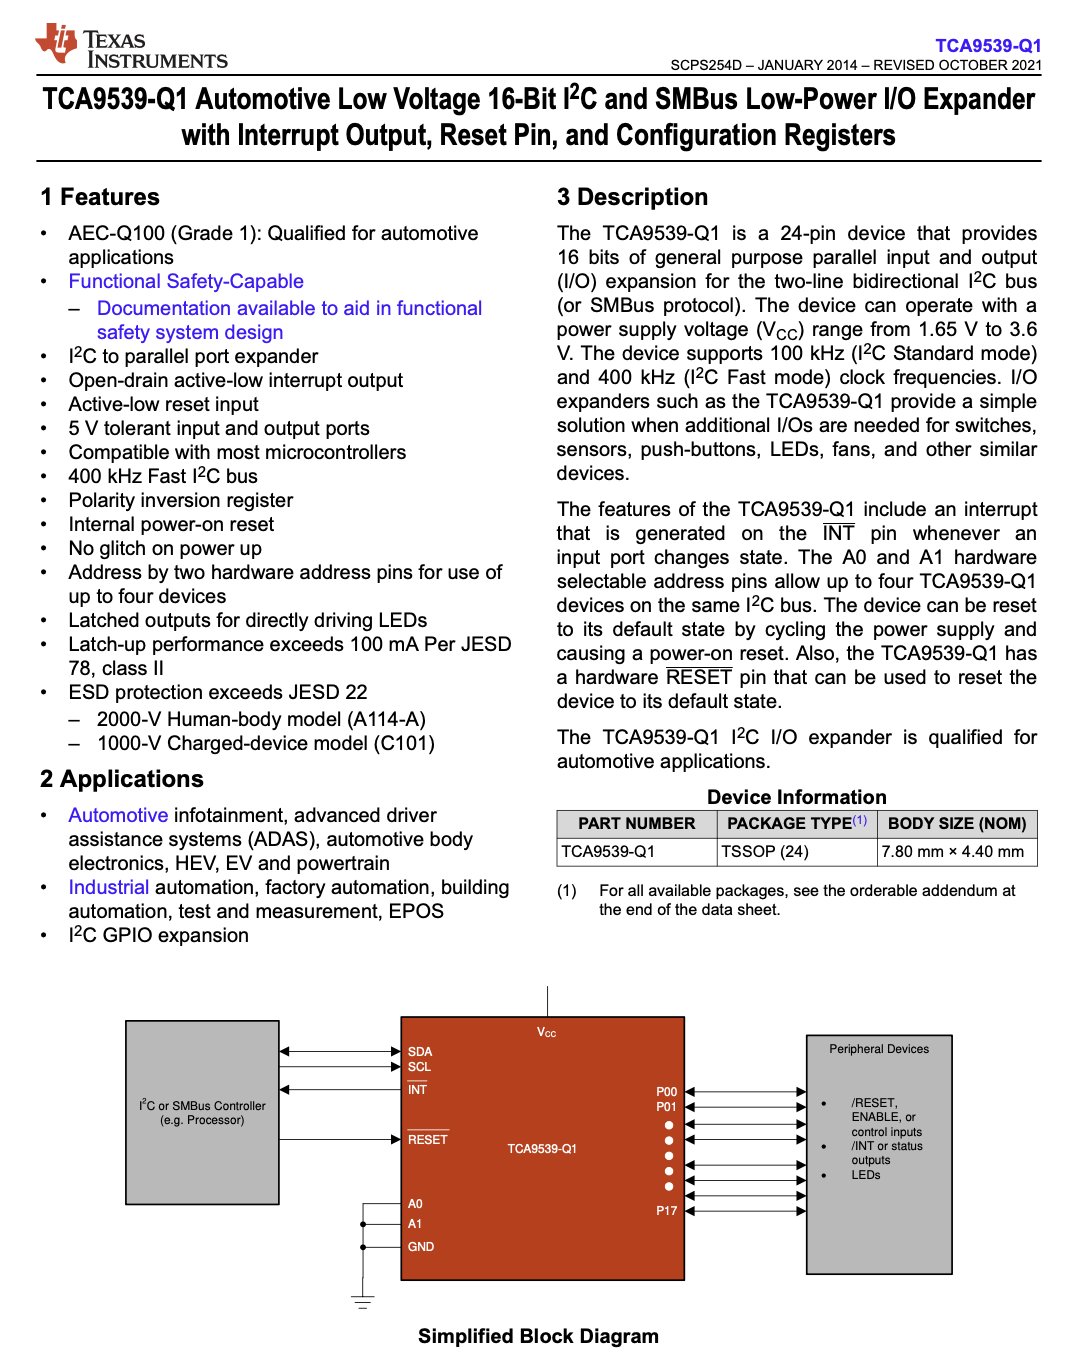 TEXAS
INSTRUMENTS
TCA9539-Q1
SCPS254D – JANUARY 2014 – REVISED OCTOBER 2021
TCA9539-Q1 Automotive Low Voltage 16-Bit I²C and SMBus Low-Power I/O Expander
with Interrupt Output, Reset Pin, and Configuration Registers
1 Features
• AEC-Q100 (Grade 1): Qualified for automotive
applications
• Functional Safety-Capable
– Documentation available to aid in functional
safety system design
• I²C to parallel port expander
• Open-drain active-low interrupt output
• Active-low reset input
• 5 V tolerant input and output ports
• Compatible with most microcontrollers
• 400 kHz Fast I²C bus
• Polarity inversion register
• Internal power-on reset
• No glitch on power up
• Address by two hardware address pins for use of
up to four devices
• Latched outputs for directly driving LEDs
• Latch-up performance exceeds 100 mA Per JESD
78, class II
• ESD protection exceeds JESD 22
– 2000-V Human-body model (A114-A)
– 1000-V Charged-device model (C101)
2 Applications
• Automotive infotainment, advanced driver
assistance systems (ADAS), automotive body
electronics, HEV, EV and powertrain
• Industrial automation, factory automation, building
automation, test and measurement, EPOS
• I²C GPIO expansion
3 Description
The TCA9539-Q1 is a 24-pin device that provides
16 bits of general purpose parallel input and output
(I/O) expansion for the two-line bidirectional I²C bus
(or SMBus protocol). The device can operate with a
power supply voltage (VCC) range from 1.65 V to 3.6
V. The device supports 100 kHz (I²C Standard mode)
and 400 kHz (I²C Fast mode) clock frequencies. I/O
expanders such as the TCA9539-Q1 provide a simple
solution when additional I/Os are needed for switches,
sensors, push-buttons, LEDs, fans, and other similar
devices.
The features of the TCA9539-Q1 include an interrupt
that is generated on the INT pin whenever an
input port changes state. The A0 and A1 hardware
selectable address pins allow up to four TCA9539-Q1
devices on the same I²C bus. The device can be reset
to its default state by cycling the power supply and
causing a power-on reset. Also, the TCA9539-Q1 has
a hardware RESET pin that can be used to reset the
device to its default state.
The TCA9539-Q1 I²C I/O expander is qualified for
automotive applications.
Device Information
PART NUMBER PACKAGE TYPE(1) BODY SIZE (NOM)
TCA9539-Q1 TSSOP (24) 7.80 mm × 4.40 mm
(1) For all available packages, see the orderable addendum at
the end of the data sheet.
I²C or SMBus Controller
(e.g. Processor)
VCC
SDA
SCL
INT
RESET
A0
A1
GND
TCA9539-Q1
P00
P01
P17
Peripheral Devices
• /RESET,
ENABLE, or
control inputs
• /INT or status
outputs
• LEDs
Simplified Block Diagram